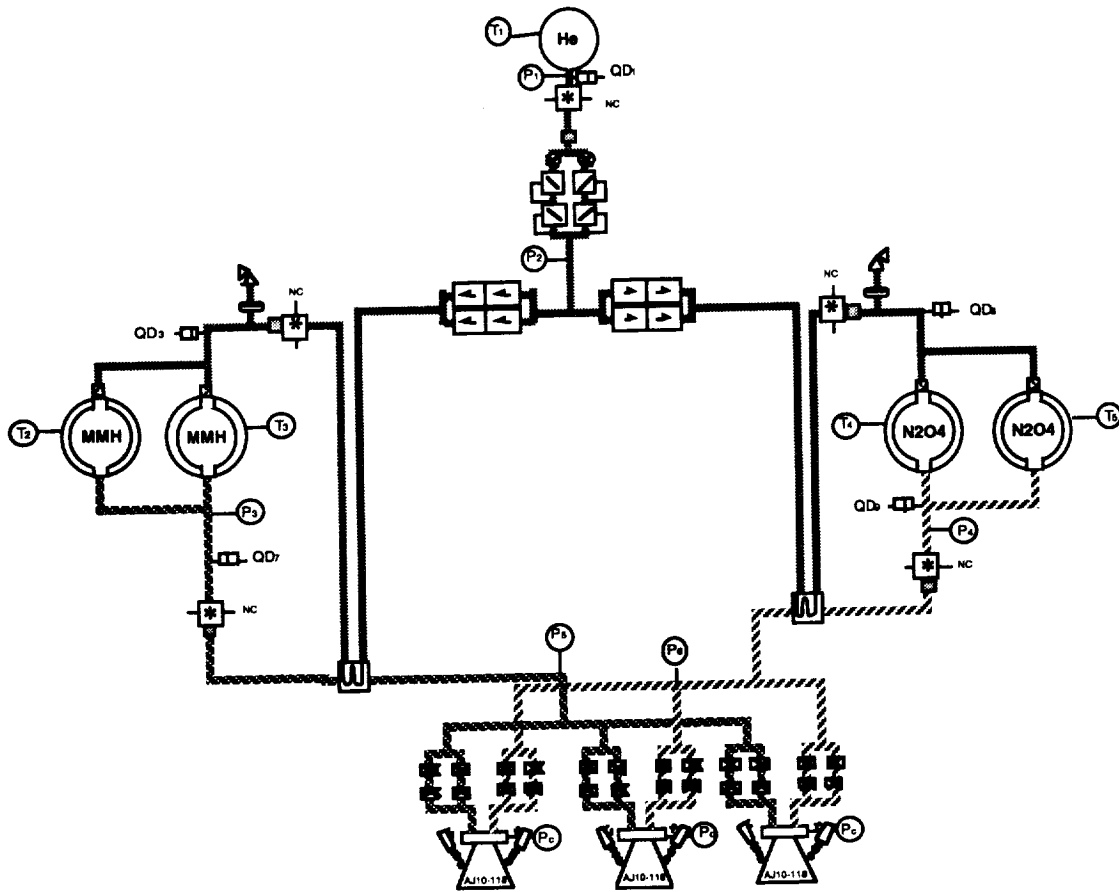 T1
He
P1
QD1
NC
P2
NC
NC
QD3
QD8
T2
MMH
MMH
T3
T4
N2O4
N2O4
T5
P3
QD9
P4
QD7
NC
NC
P5
P6
Pc
Pc
Pc
AJ10-118
AJ10-118
AJ10-118